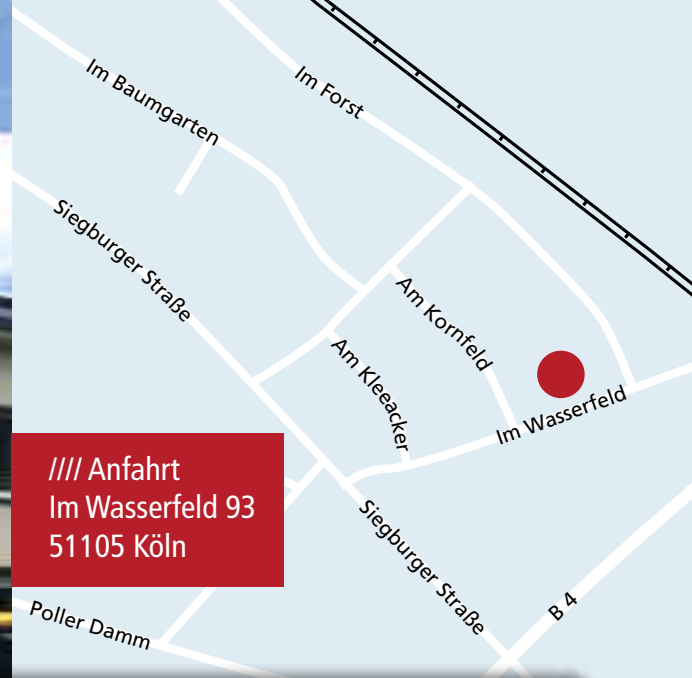 Im Baumgarten
Im Forst
Siegburger Straße
Am Kornfeld
Am Kleeacker
Im Wasserfeld
//// Anfahrt
Im Wasserfeld 93
51105 Köln
Siegburger Straße
B 4
Poller Damm